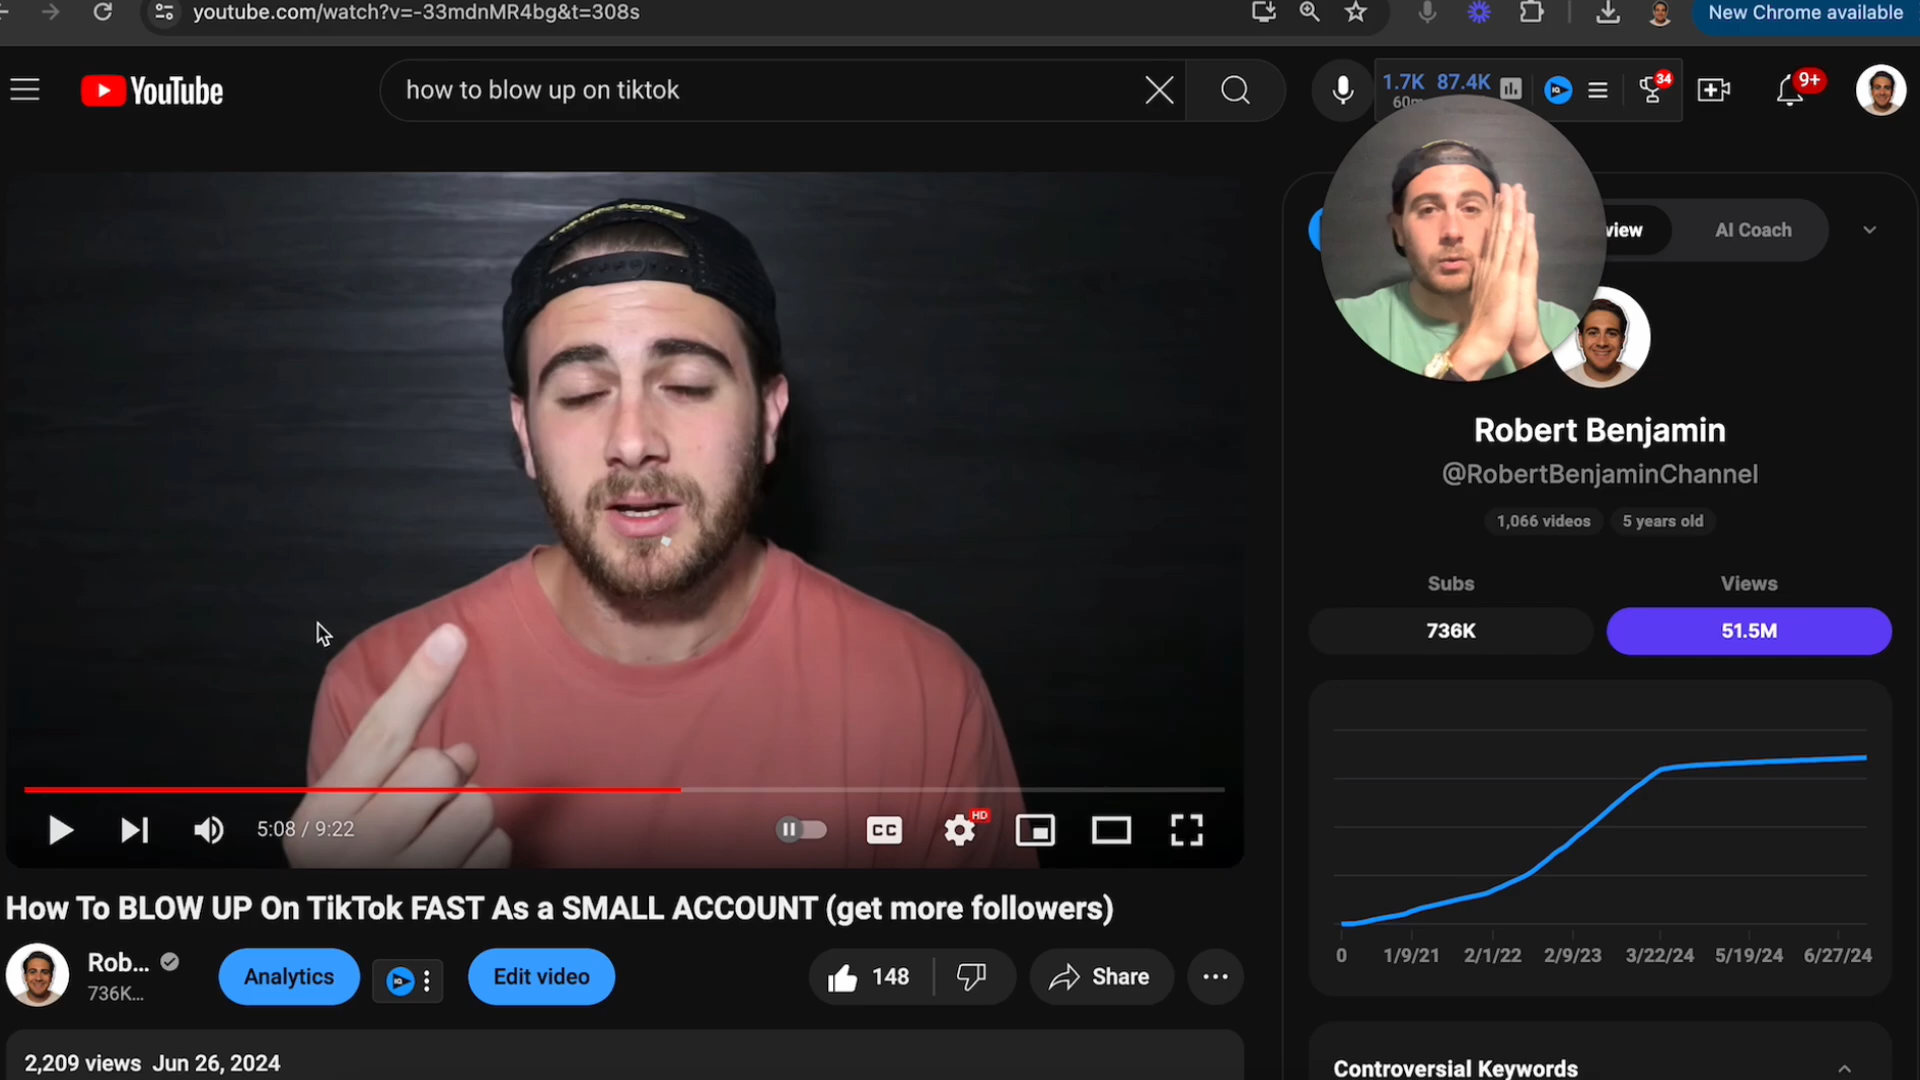 youtube.com/watch?v=-33mdnMR4bg&t=308s
New Chrome available
YouTube
how to blow up on tiktok
1.7K 87.4K
34
9+
view
AI Coach
Robert Benjamin
@RobertBenjaminChannel
1,066 videos
5 years old
Subs
Views
736K
51.5M
0 1/9/21 2/1/22 2/9/23 3/22/24 5/19/24 6/27/24
5:08 / 9:22
CC
HD
How To BLOW UP On TikTok FAST As a SMALL ACCOUNT (get more followers)
Rob...
736K...
Analytics
IQ
Edit video
148
Share
2,209 views Jun 26, 2024
Controversial Keywords